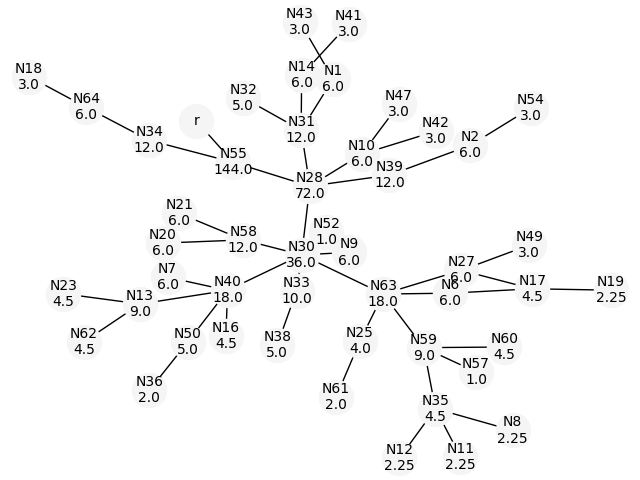 N43
3.0
N41
3.0
N18
3.0
N14
6.0
N1
6.0
N64
6.0
N32
5.0
N47
3.0
N54
3.0
r
N34
12.0
N31
12.0
N42
3.0
N2
6.0
N10
6.0
N55
144.0
N39
12.0
N28
72.0
N21
6.0
N20
6.0
N58
12.0
N52
1.0
N30
36.0
N9
6.0
N49
3.0
N7
6.0
N27
6.0
N23
4.5
N13
9.0
N40
18.0
N33
10.0
N63
18.0
N6
6.0
N17
4.5
N19
2.25
N62
4.5
N50
5.0
N16
4.5
N38
5.0
N25
4.0
N59
9.0
N60
4.5
N57
1.0
N36
2.0
N61
2.0
N35
4.5
N8
2.25
N12
2.25
N11
2.25